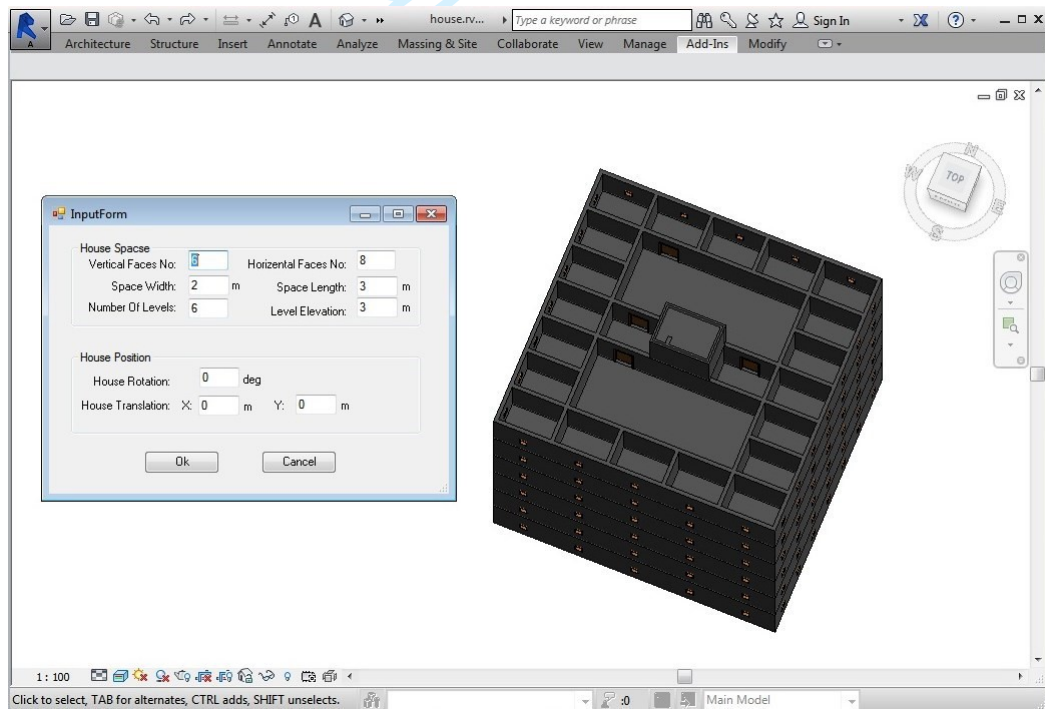 house.rv... Type a keyword or phrase Sign In
A Architecture Structure Insert Annotate Analyze Massing & Site Collaborate View Manage Add-Ins Modify
InputForm
House Spacse
Vertical Faces No: Horizental Faces No: 8
Space Width: 2 m Space Length: 3 m
Number Of Levels: 6 Level Elevation: 3 m
House Position
House Rotation: 0 deg
House Translation: X: 0 m Y: 0 m
Ok Cancel
TOP
N
W
E
S
1 : 100
Click to select, TAB for alternates, CTRL adds, SHIFT unselects. :0 Main Model